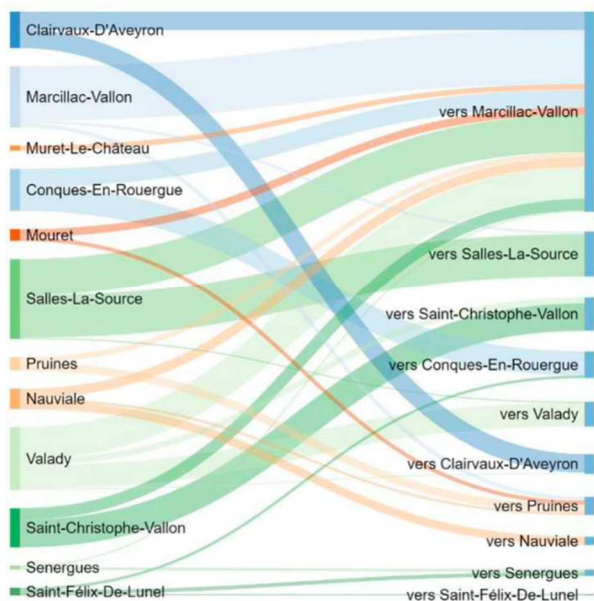 Clairvaux-D'Aveyron
Marcillac-Vallon
Muret-Le-Château
Conques-En-Rouergue
Mouret
Salles-La-Source
Pruines
Nauviale
Valady
Saint-Christophe-Vallon
Senergues
Saint-Félix-De-Lunel
vers Marcillac-Vallon
vers Salles-La-Source
vers Saint-Christophe-Vallon
vers Conques-En-Rouergue
vers Valady
vers Clairvaux-D'Aveyron
vers Pruines
vers Nauviale
vers Senergues
vers Saint-Félix-De-Lunel